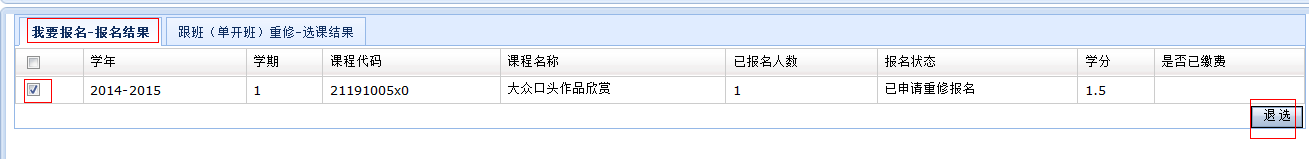 我要报名-报名结果 跟班（单开班）重修-选课结果
学年 学期 课程代码 课程名称 已报名人数 报名状态 学分 是否已缴费
2014-2015 1 21191005x0 大众口头作品欣赏 1 已申请重修报名 1.5
退选